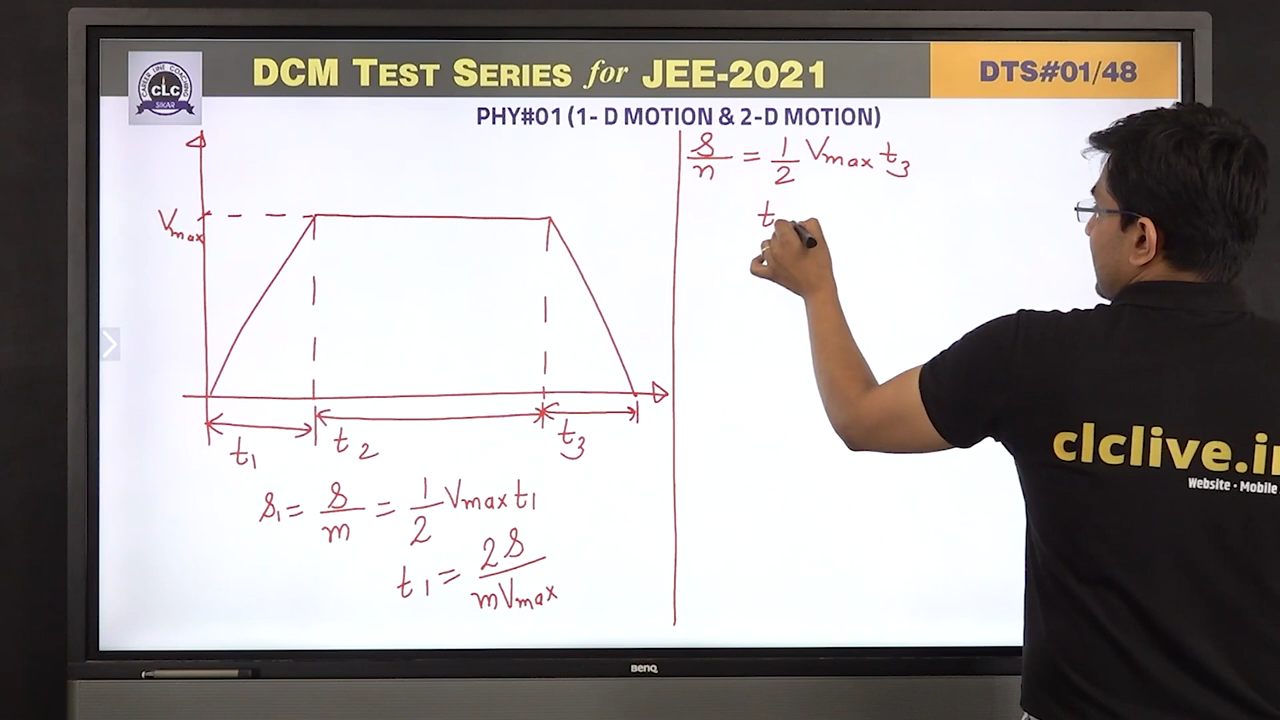 DCM TEST SERIES for JEE-2021
DTS#01/48
CAREER LINE COACHING
CLC
SIKAR
PHY#01 (1- D MOTION & 2-D MOTION)
Vmax
t1
t2
t3
S1 = S/m = 1/2 Vmax t1
t1 = 2S/mVmax
S/n = 1/2 Vmax t3
t
clclive.i
Website • Mobile
BenQ